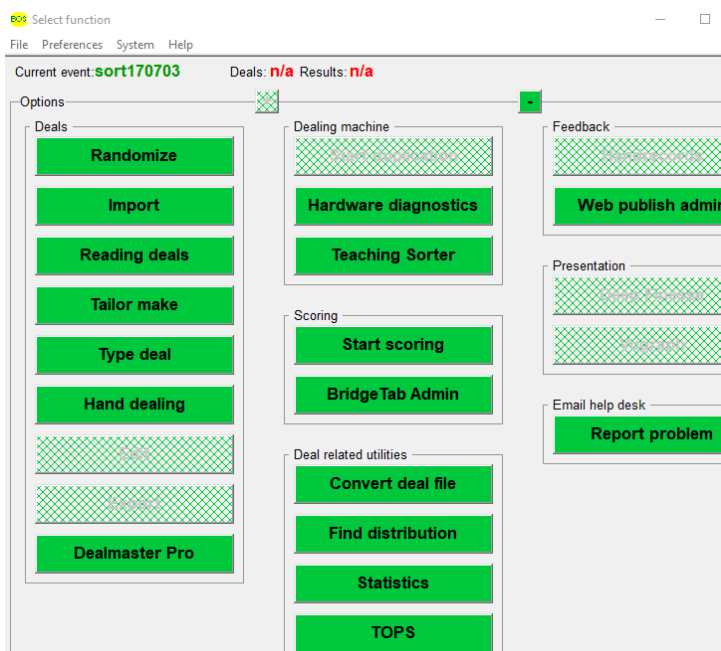 BOS Select function
File Preferences System Help
Current event:sort170703 Deals: n/a Results: n/a
Options
-
Deals
Randomize
Import
Reading deals
Tailor make
Type deal
Hand dealing
Dealmaster Pro
Dealing machine
Hardware diagnostics
Teaching Sorter
Scoring
Start scoring
BridgeTab Admin
Deal related utilities
Convert deal file
Find distribution
Statistics
TOPS
Feedback
Web publish admin
Presentation
Email help desk
Report problem